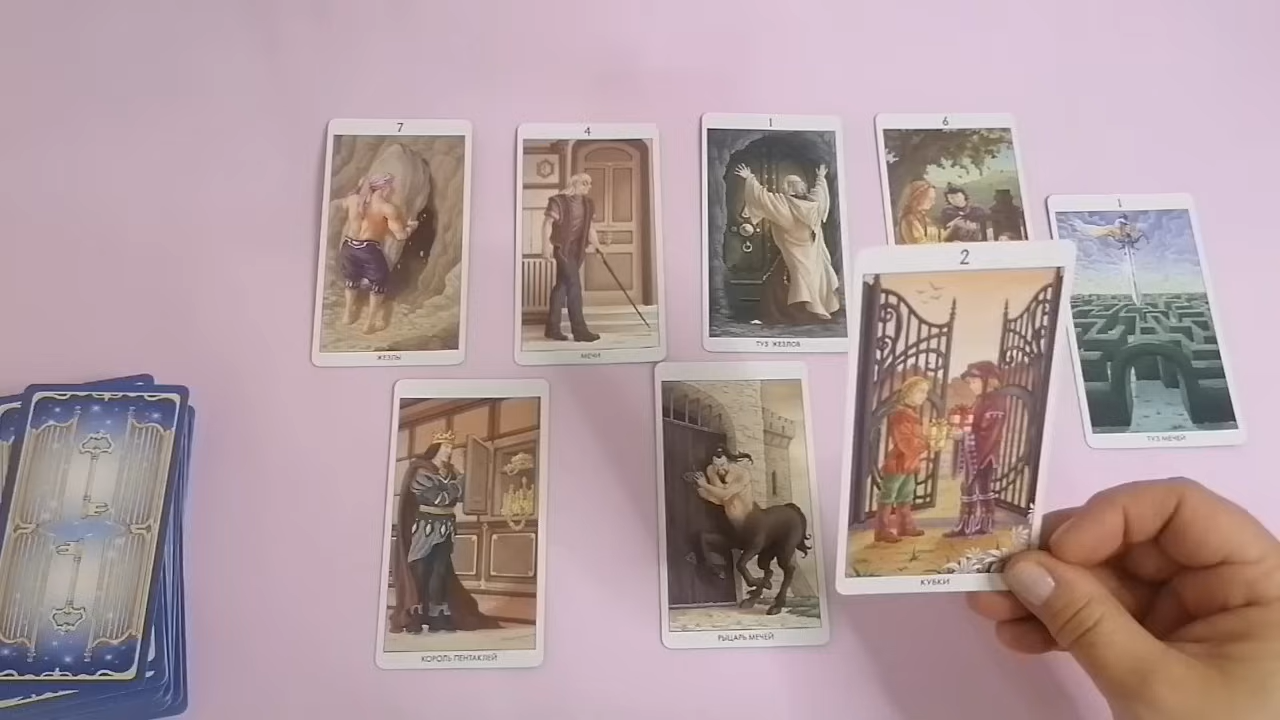 7
ЖЕЗЛЫ
4
МЕЧИ
1
ТУЗ ЖЕЗЛОВ
6
1
ТУЗ МЕЧЕЙ
2
КУБКИ
КОРОЛЬ ПЕНТАКЛЕЙ
РЫЦАРЬ МЕЧЕЙ